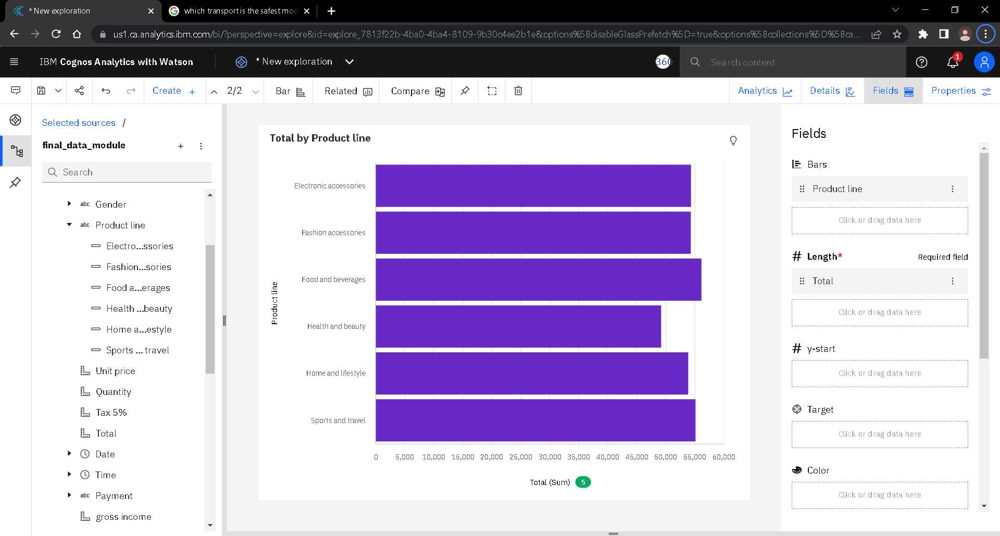 * New exploration
which transport is the safest mod
us1.ca.analytics.ibm.com/bi/?perspective=explore&id=explore_7813f22b-4ba0-4ba4-8109-9b30c4ee2b1e&options%5BdisableGlassPrefetch%5D=true&options%5Bcollections%5D%5Bca...
IBM Cognos Analytics with Watson
* New exploration
360
Search content
1
Create +
2/2
Bar
Related
Compare
Analytics
Details
Fields
Properties
Selected sources /
final_data_module
Search
abc Gender
abc Product line
Electro...ssories
Fashion...sories
Food a...erages
Health ...beauty
Home a...estyle
Sports ... travel
Unit price
Quantity
Tax 5%
Total
Date
Time
abc Payment
gross income
Total by Product line
Product line
Electronic accessories
Fashion accessories
Food and beverages
Health and beauty
Home and lifestyle
Sports and travel
0 5,000 10,000 15,000 20,000 25,000 30,000 35,000 40,000 45,000 50,000 55,000 60,000
Total (Sum) 5
Fields
Bars
Product line
Click or drag data here
# Length* Required field
Total
Click or drag data here
# y-start
Click or drag data here
Target
Click or drag data here
Color
Click or drag data here